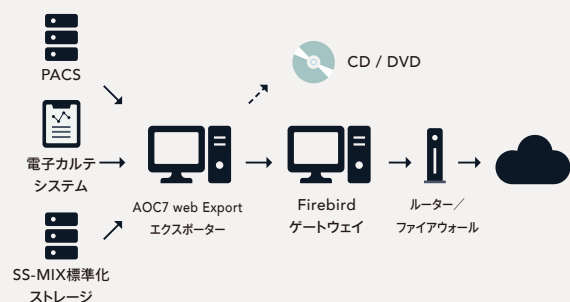 PACS
CD / DVD
電子カルテ
システム
AOC7 web Export
エクスポーター
Firebird
ゲートウェイ
ルーター／
ファイアウォール
SS-MIX標準化
ストレージ